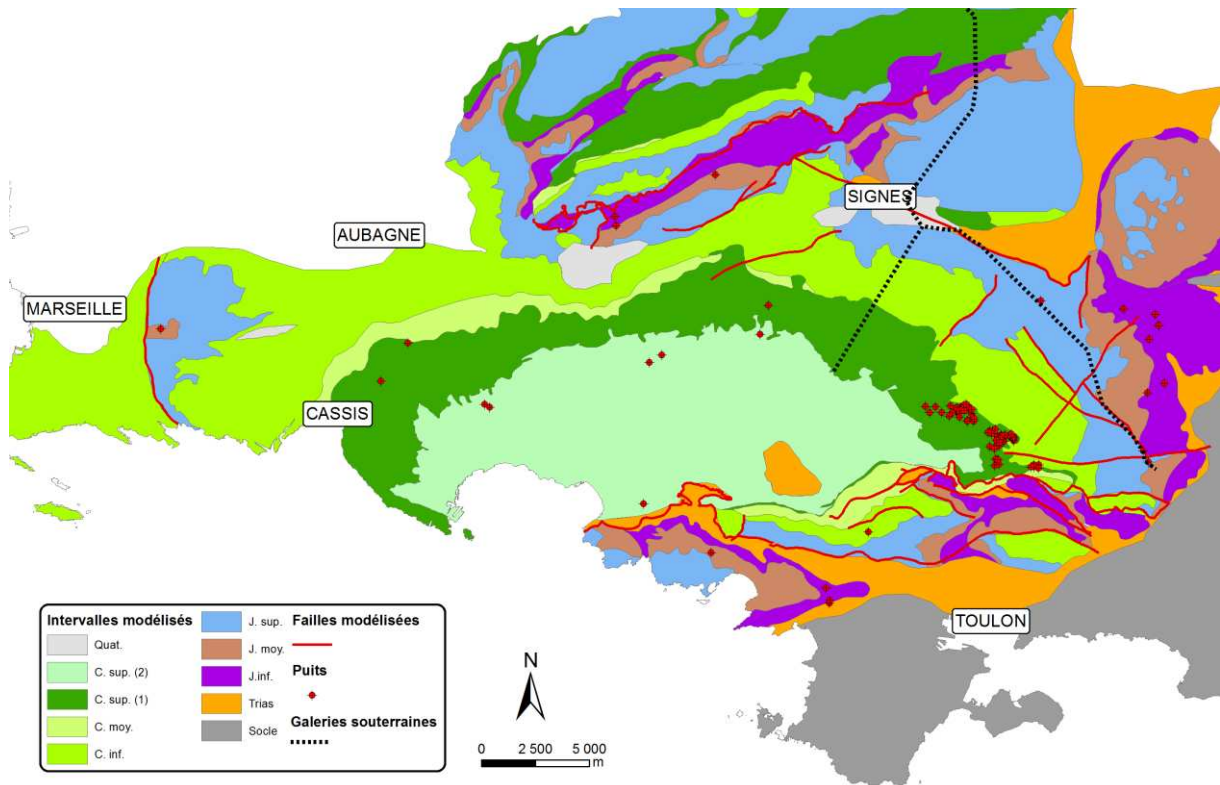 SIGNES
AUBAGNE
MARSEILLE
CASSIS
TOULON
Intervalles modélisés
Quat.
C. sup. (2)
C. sup. (1)
C. moy.
C. inf.
J. sup.
J. moy.
J.inf.
Trias
Socle
Failles modélisées
Puits
Galeries souterraines
N
0 2 500 5 000
m